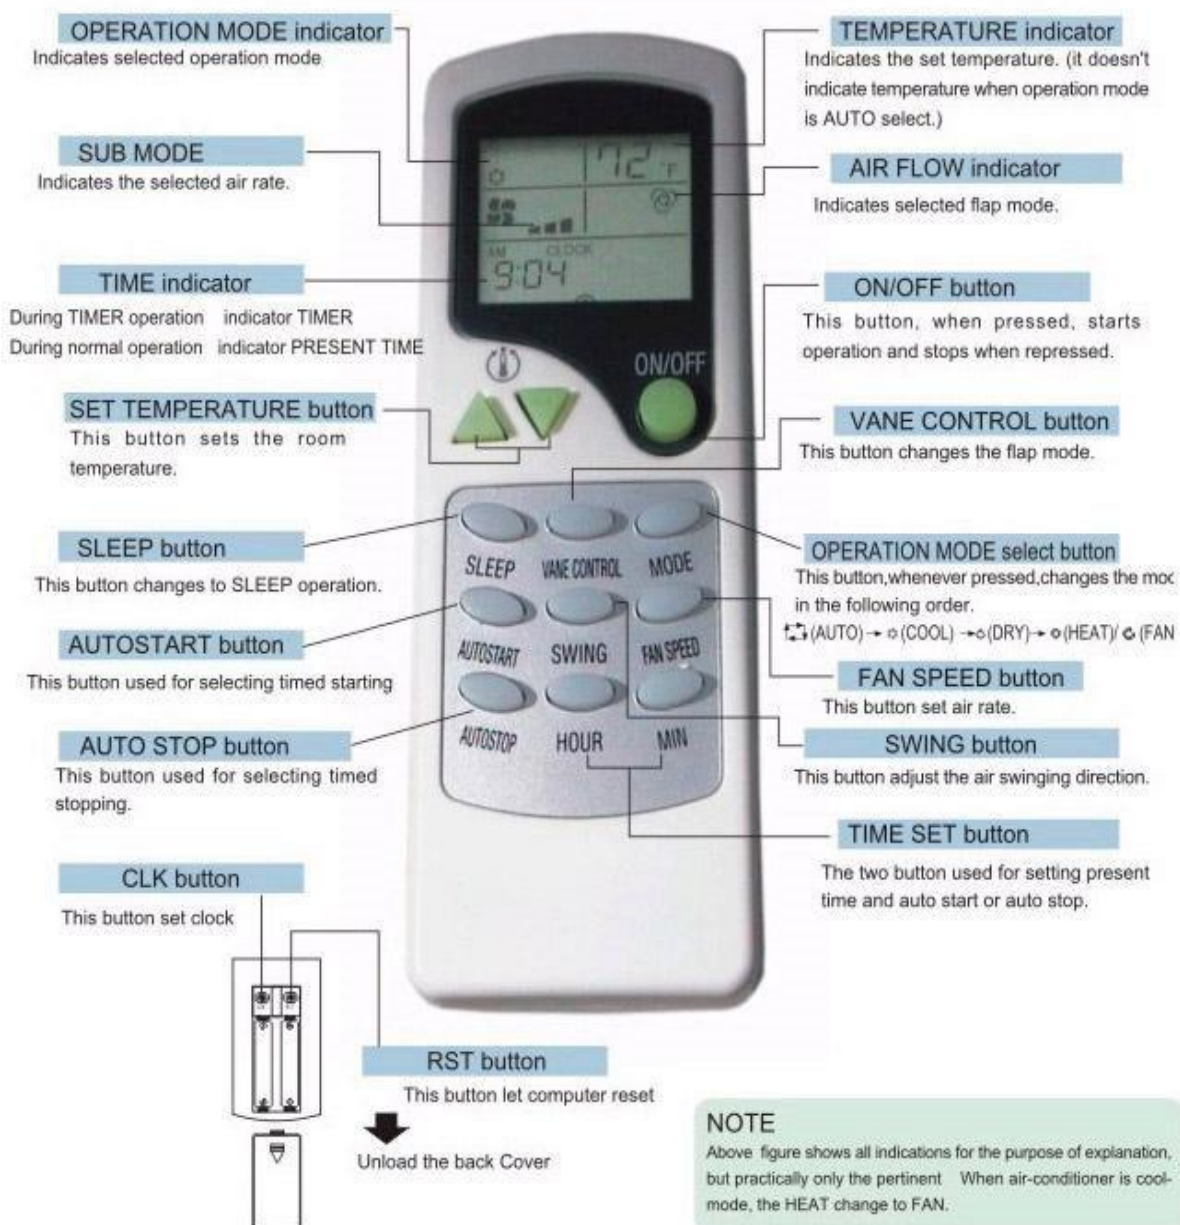 OPERATION MODE indicator
Indicates selected operation mode
SUB MODE
Indicates the selected air rate.
TIME indicator
During TIMER operation indicator TIMER
During normal operation indicator PRESENT TIME
SET TEMPERATURE button
This button sets the room
temperature.
SLEEP button
This button changes to SLEEP operation.
AUTOSTART button
This button used for selecting timed starting
AUTO STOP button
This button used for selecting timed
stopping.
CLK button
This button set clock
RST button
This button let computer reset
Unload the back Cover
72 °F
AM CLOCK
9:04
ON/OFF
SLEEP VANE CONTROL MODE
AUTOSTART SWING FAN SPEED
AUTOSTOP HOUR MIN
TEMPERATURE indicator
Indicates the set temperature. (it doesn't
indicate temperature when operation mode
is AUTO select.)
AIR FLOW indicator
Indicates selected flap mode.
ON/OFF button
This button, when pressed, starts
operation and stops when repressed.
VANE CONTROL button
This button changes the flap mode.
OPERATION MODE select button
This button,whenever pressed,changes the
in the following order.
(AUTO) → (COOL) → (DRY) → (HEAT)/ (FAN
FAN SPEED button
This button set air rate.
SWING button
This button adjust the air swinging direction.
TIME SET button
The two button used for setting present
time and auto start or auto stop.
NOTE
Above figure shows all indications for the purpose of explanation,
but practically only the pertinent When air-conditioner is cool-
mode, the HEAT change to FAN.